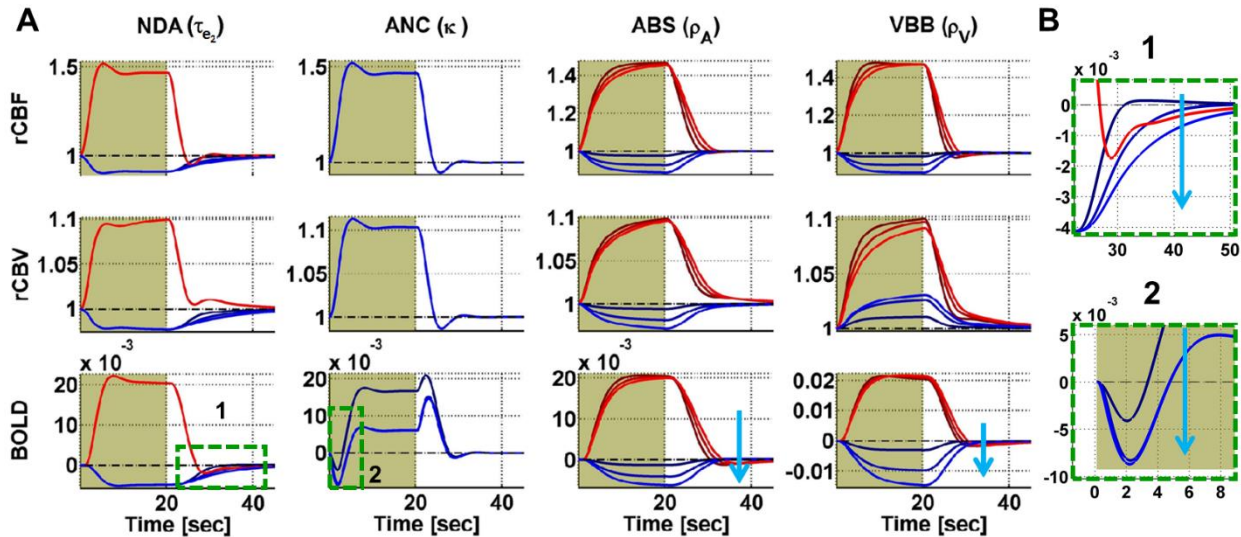 A
NDA (τe₂) ANC (κ) ABS (ρA) VBB (ρV)
B
rCBF
1.5
1
1
1.4
1.2
1
1.4
1.2
1
rCBV
1.1
1.05
1
1.1
1.05
1
1.1
1.05
1
1.1
1.05
1
BOLD
x 10⁻³
20
10
0
1
x 10⁻³
20
10
0
2
x 10⁻³
20
15
10
5
0
0.02
0.01
0
-0.01
0 20 40
0 20 40
0 20 40
0 20 40
Time [sec] Time [sec] Time [sec] Time [sec]
1
x 10⁻³
0
-1
-2
-3
-4
30 40 50
2
x 10⁻³
5
0
-5
-10
0 2 4 6 8